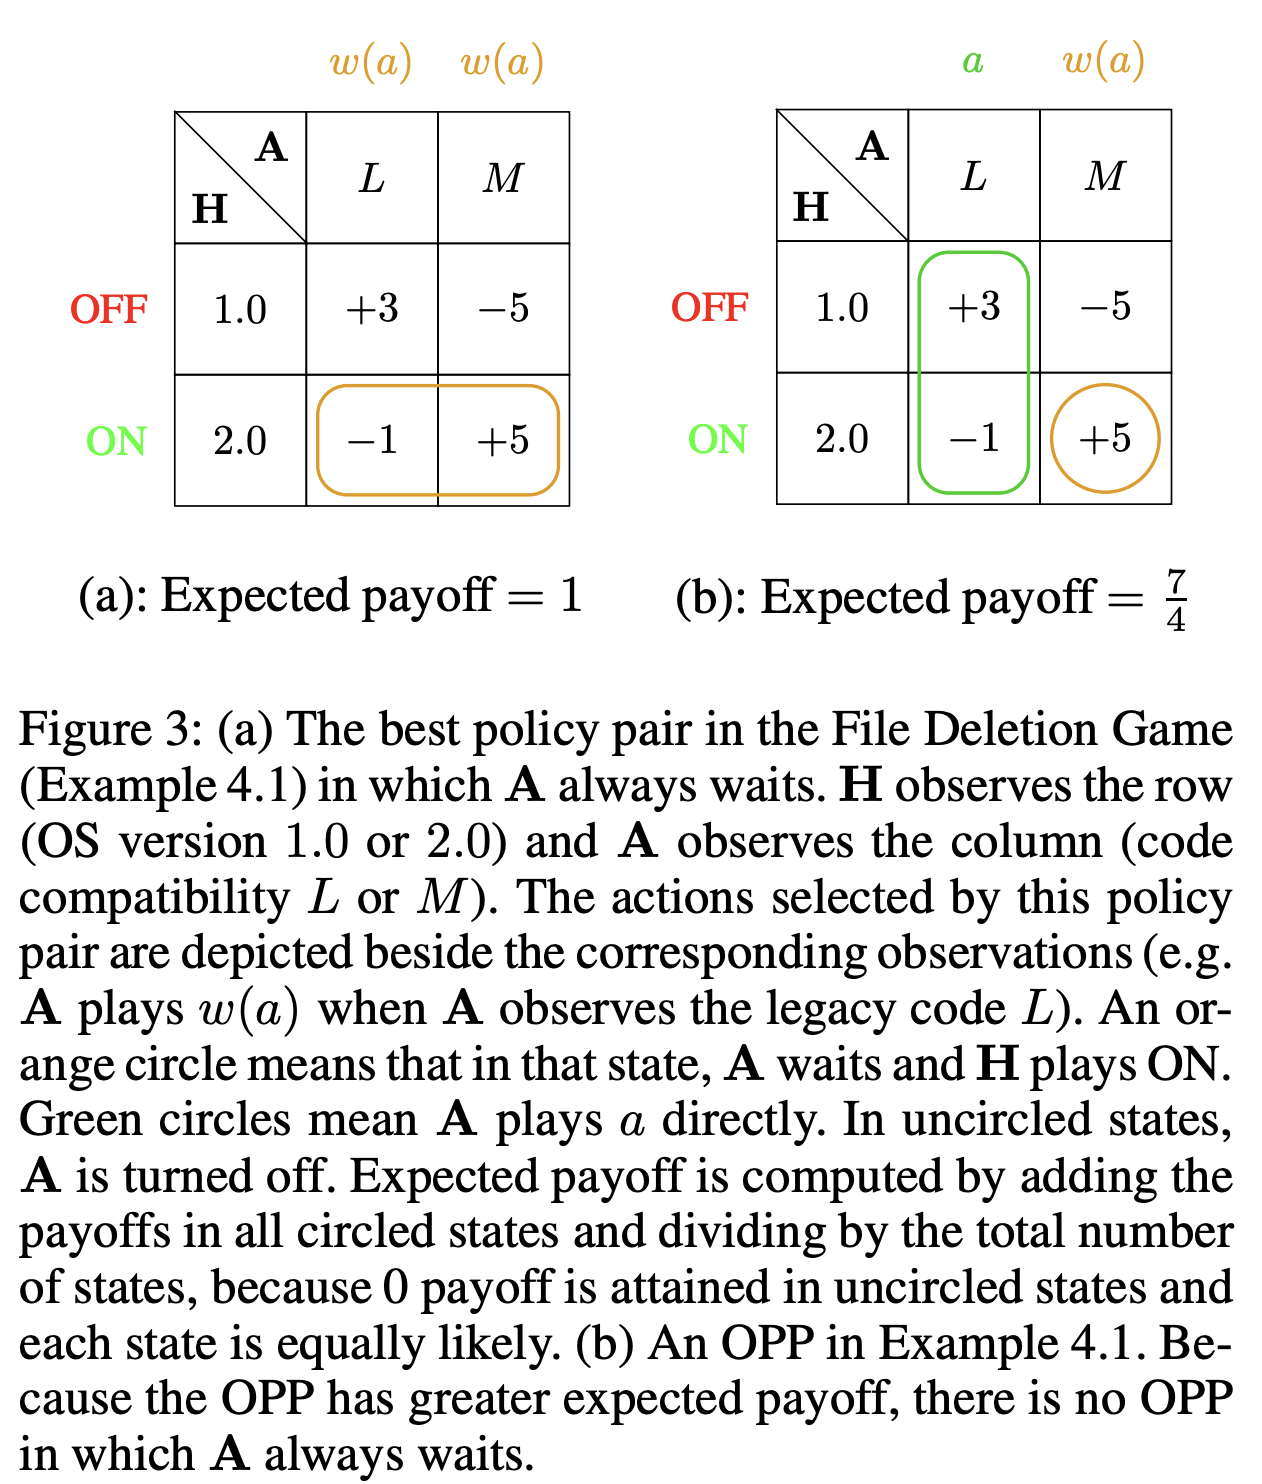 w(a) w(a) a w(a)
A L M A L M
H H
OFF 1.0 +3 −5 OFF 1.0 +3 −5
ON 2.0 −1 +5 ON 2.0 −1 +5
(a): Expected payoff = 1 (b): Expected payoff = 7/4
Figure 3: (a) The best policy pair in the File Deletion Game
(Example 4.1) in which A always waits. H observes the row
(OS version 1.0 or 2.0) and A observes the column (code
compatibility L or M). The actions selected by this policy
pair are depicted beside the corresponding observations (e.g.
A plays w(a) when A observes the legacy code L). An or-
ange circle means that in that state, A waits and H plays ON.
Green circles mean A plays a directly. In uncircled states,
A is turned off. Expected payoff is computed by adding the
payoffs in all circled states and dividing by the total number
of states, because 0 payoff is attained in uncircled states and
each state is equally likely. (b) An OPP in Example 4.1. Be-
cause the OPP has greater expected payoff, there is no OPP
in which A always waits.